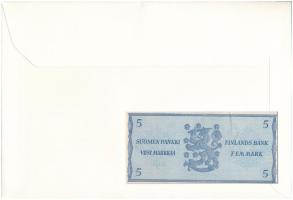 5 5
SUOMEN PANKKI FINLANDS BANK
VIISI MARKKAA FEM MARK
5 5